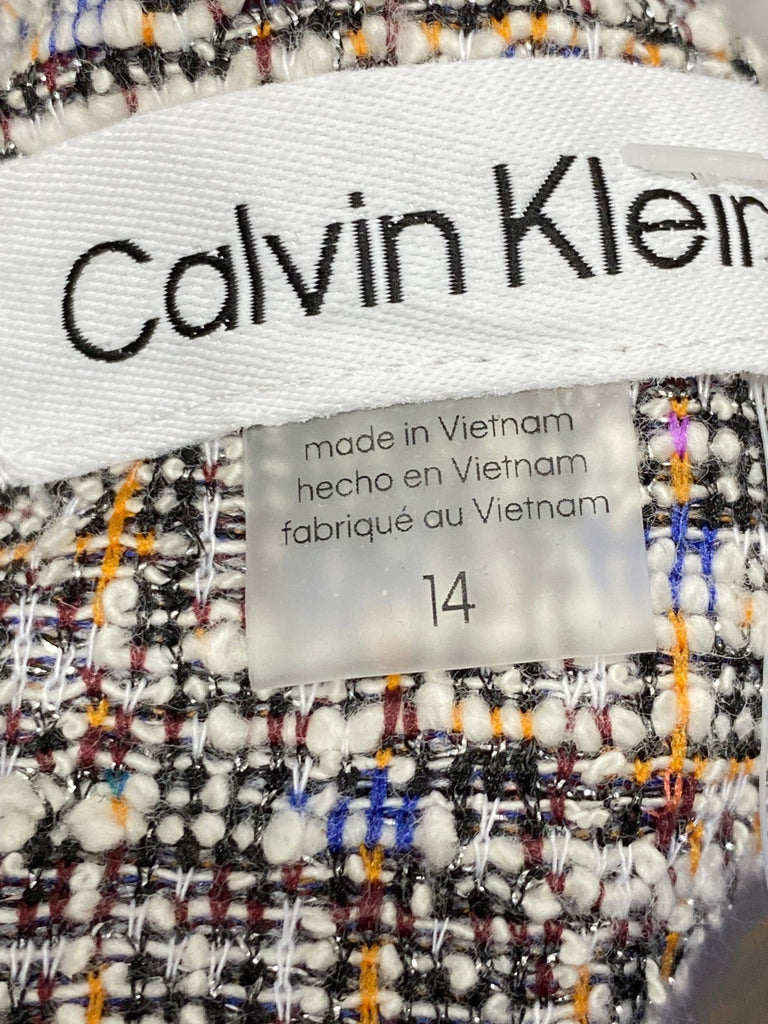 Calvin Klein
made in Vietnam
hecho en Vietnam
fabriqué au Vietnam
14